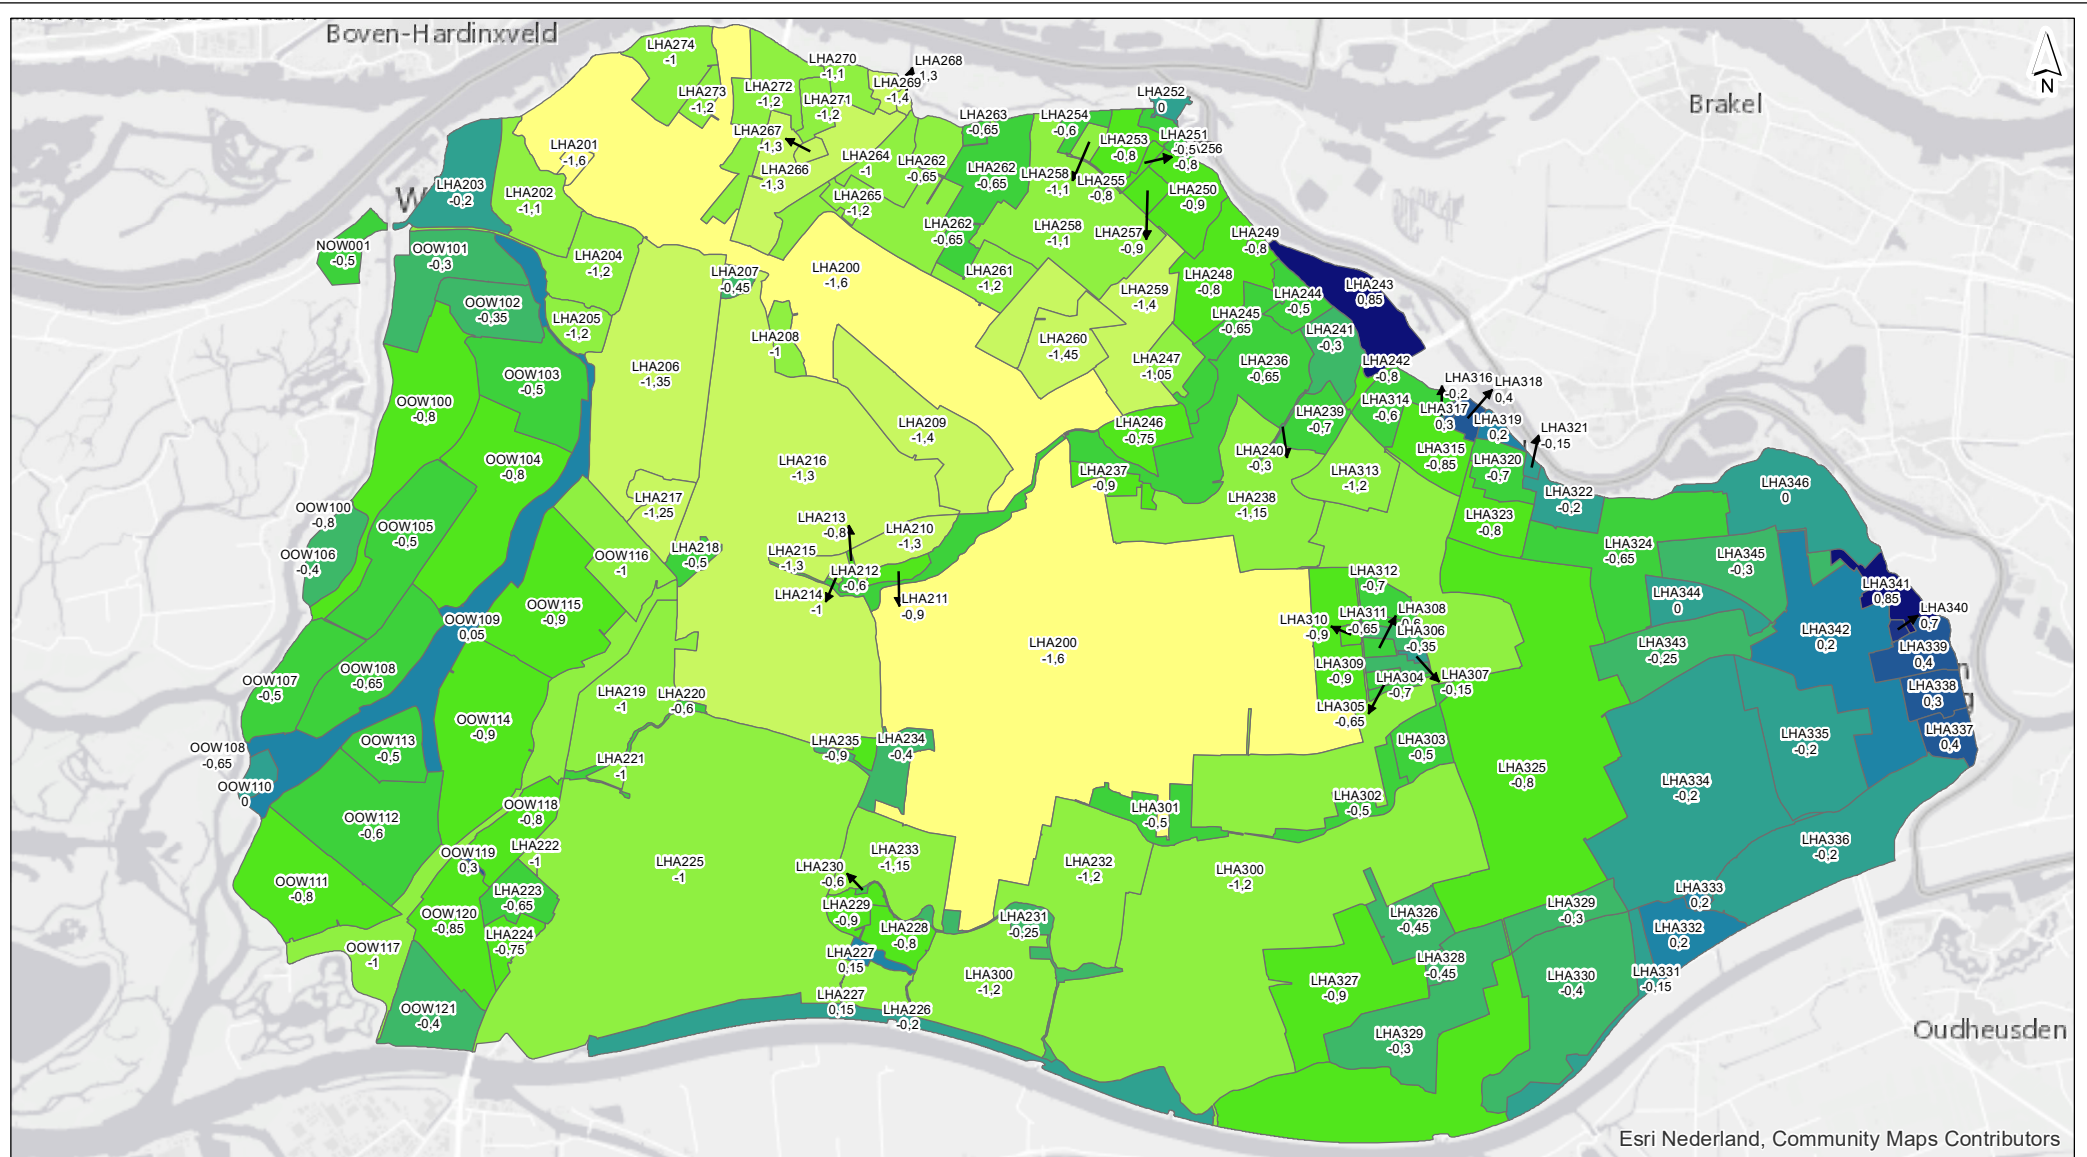 Boven-Hardinxveld
Brakel
N
LHA274
-1
LHA270
-1,1
LHA268
1,3
LHA273
-1,2
LHA272
-1,2
LHA271
-1,2
LHA269
-1,4
LHA252
0
LHA201
-1,6
LHA267
-1,3
LHA266
-1,3
LHA264
-1
LHA262
-0,65
LHA263
-0,65
LHA262
-0,65
LHA254
-0,6
LHA253
-0,8
LHA251
-0,5
256
-0,8
LHA203
-0,2
W
LHA202
-1,1
LHA265
-1,2
LHA258
-1,1
LHA255
-0,8
LHA250
-0,9
NOW001
-0,5
OOW101
-0,3
LHA204
-1,2
LHA207
-0,45
LHA200
-1,6
LHA262
-0,65
LHA261
-1,2
LHA258
-1,1
LHA257
-0,9
LHA249
-0,8
OOW102
-0,35
LHA205
-1,2
LHA208
-1
LHA259
-1,4
LHA248
-0,8
LHA244
-0,5
LHA243
0,85
LHA260
-1,45
LHA245
-0,65
LHA241
-0,3
LHA206
-1,35
OOW103
-0,5
LHA247
-1,05
LHA236
-0,65
LHA242
-0,8
OOW100
-0,8
LHA209
-1,4
LHA246
-0,75
LHA239
-0,7
LHA314
-0,6
LHA316
-0,2
LHA318
0,4
LHA317
0,3
LHA319
0,2
LHA321
-0,15
OOW104
-0,8
LHA216
-1,3
LHA237
-0,9
LHA240
-0,3
LHA313
-1,2
LHA315
-0,85
LHA320
-0,7
LHA346
0
OOW100
-0,8
OOW105
-0,5
LHA217
-1,25
LHA238
-1,15
LHA322
-0,2
OOW106
-0,4
OOW116
-1
LHA218
-0,5
LHA213
-0,8
LHA210
-1,3
LHA323
-0,8
LHA215
-1,3
LHA212
-0,6
LHA324
-0,65
LHA345
-0,3
LHA214
-1
LHA211
-0,9
LHA312
-0,7
LHA344
0
LHA341
0,85
LHA340
0,7
OOW115
-0,9
OOW109
0,05
LHA310
-0,9
LHA311
-0,65
LHA308
LHA306
-0,35
LHA342
0,2
LHA343
-0,25
LHA339
0,4
LHA200
-1,6
OOW107
-0,5
OOW108
-0,65
LHA309
-0,9
LHA304
-0,7
LHA307
-0,15
LHA338
0,3
LHA219
-1
LHA220
-0,6
LHA305
-0,65
OOW114
-0,9
OOW108
-0,65
OOW113
-0,5
LHA235
-0,9
LHA234
-0,4
LHA303
-0,5
LHA335
-0,2
LHA337
0,4
OOW110
0
LHA221
-1
LHA325
-0,8
LHA334
-0,2
OOW112
-0,6
OOW118
-0,8
LHA301
-0,5
LHA302
-0,5
LHA336
-0,2
OOW119
0,3
LHA222
-1
LHA225
-1
LHA233
-1,15
LHA232
-1,2
LHA300
-1,2
OOW111
-0,8
LHA223
-0,65
LHA230
-0,6
LHA333
0,2
OOW120
-0,85
LHA229
-0,9
LHA231
-0,25
LHA326
-0,45
LHA329
-0,3
OOW117
-1
LHA224
-0,75
LHA228
-0,8
LHA332
0,2
LHA227
0,15
LHA328
-0,45
LHA300
-1,2
LHA327
-0,9
LHA330
-0,4
LHA331
-0,15
OOW121
-0,4
LHA227
0,15
LHA226
-0,2
LHA329
-0,3
Oudheusden
Esri Nederland, Community Maps Contributors